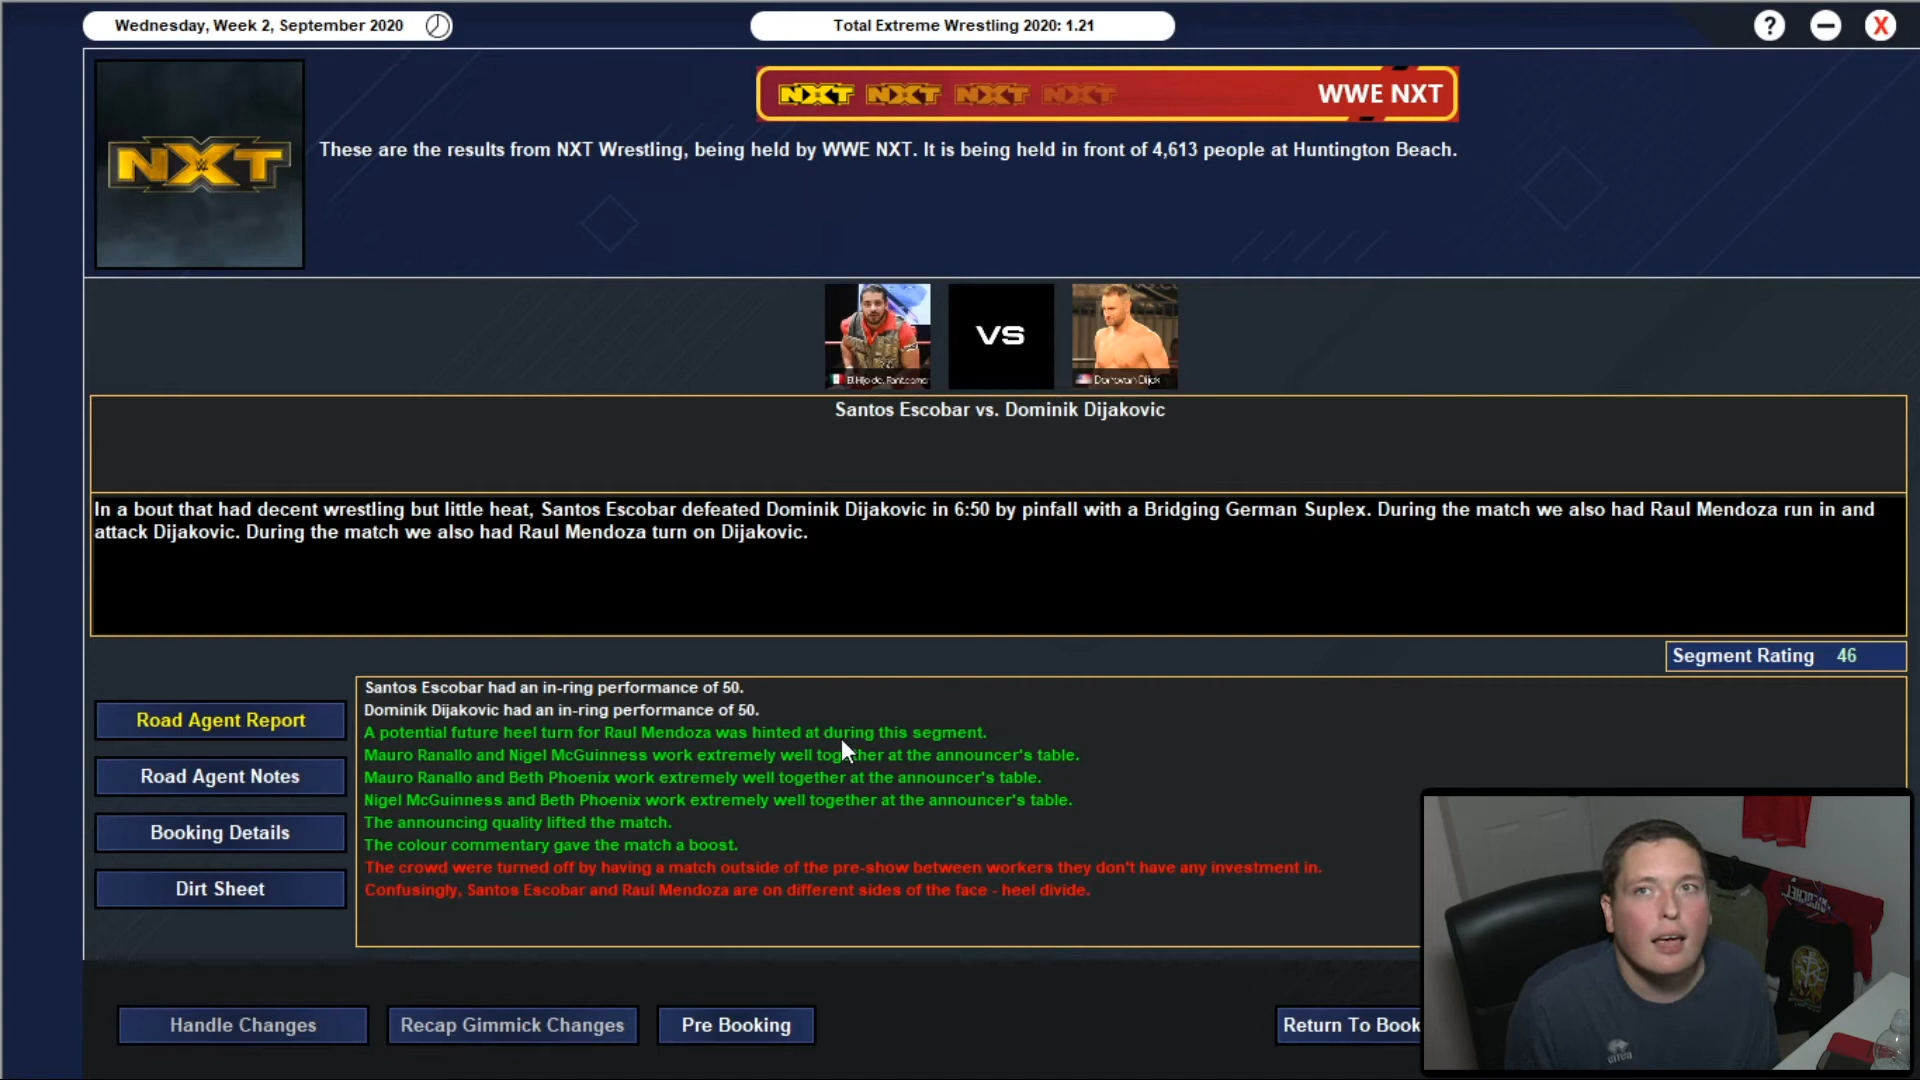 Wednesday, Week 2, September 2020
Total Extreme Wrestling 2020: 1.21
?
X
NXT NXT NXT NXT WWE NXT
NXT
These are the results from NXT Wrestling, being held by WWE NXT. It is being held in front of 4,613 people at Huntington Beach.
VS
El Hijo del Fantasma
Donovan Dijak
Santos Escobar vs. Dominik Dijakovic
In a bout that had decent wrestling but little heat, Santos Escobar defeated Dominik Dijakovic in 6:50 by pinfall with a Bridging German Suplex. During the match we also had Raul Mendoza run in and
attack Dijakovic. During the match we also had Raul Mendoza turn on Dijakovic.
Segment Rating 46
Road Agent Report
Road Agent Notes
Booking Details
Dirt Sheet
Santos Escobar had an in-ring performance of 50.
Dominik Dijakovic had an in-ring performance of 50.
A potential future heel turn for Raul Mendoza was hinted at during this segment.
Mauro Ranallo and Nigel McGuinness work extremely well together at the announcer's table.
Mauro Ranallo and Beth Phoenix work extremely well together at the announcer's table.
Nigel McGuinness and Beth Phoenix work extremely well together at the announcer's table.
The announcing quality lifted the match.
The colour commentary gave the match a boost.
The crowd were turned off by having a match outside of the pre-show between workers they don't have any investment in.
Confusingly, Santos Escobar and Raul Mendoza are on different sides of the face - heel divide.
Handle Changes
Recap Gimmick Changes
Pre Booking
Return To Book